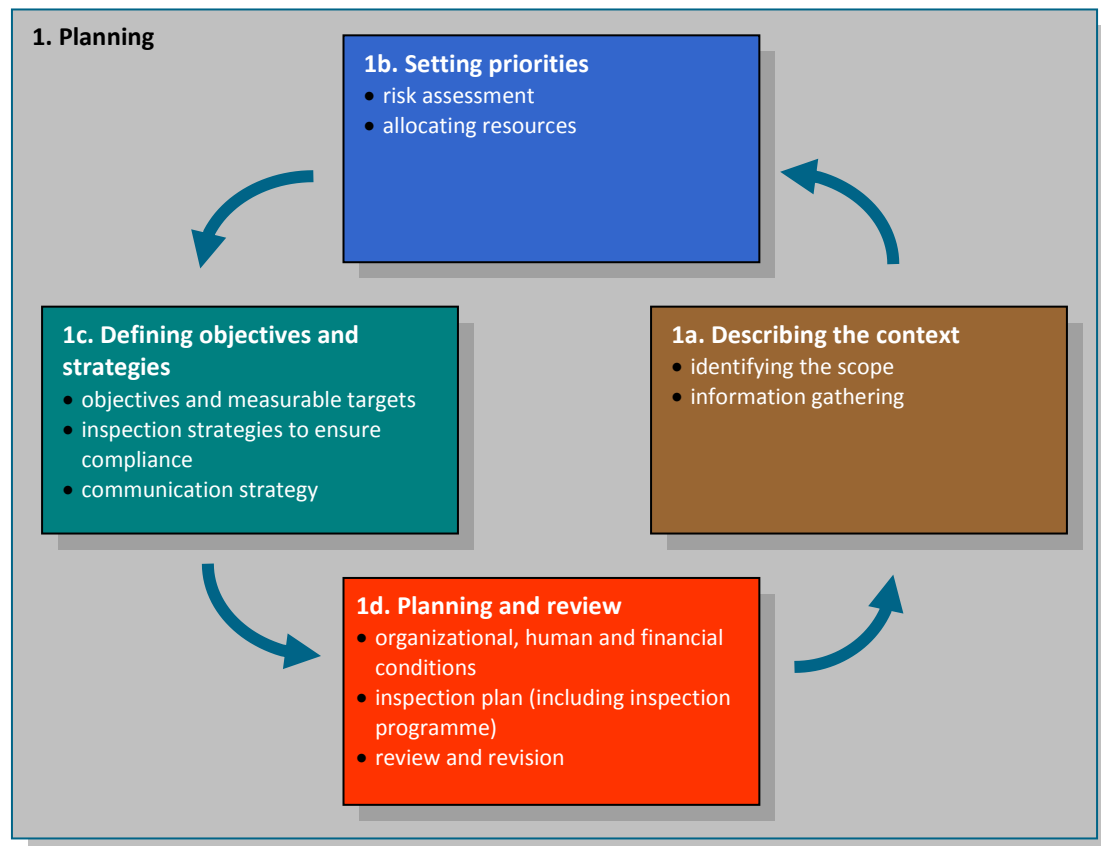 1. Planning
1b. Setting priorities
• risk assessment
• allocating resources
1c. Defining objectives and
strategies
• objectives and measurable targets
• inspection strategies to ensure
compliance
• communication strategy
1a. Describing the context
• identifying the scope
• information gathering
1d. Planning and review
• organizational, human and financial
conditions
• inspection plan (including inspection
programme)
• review and revision